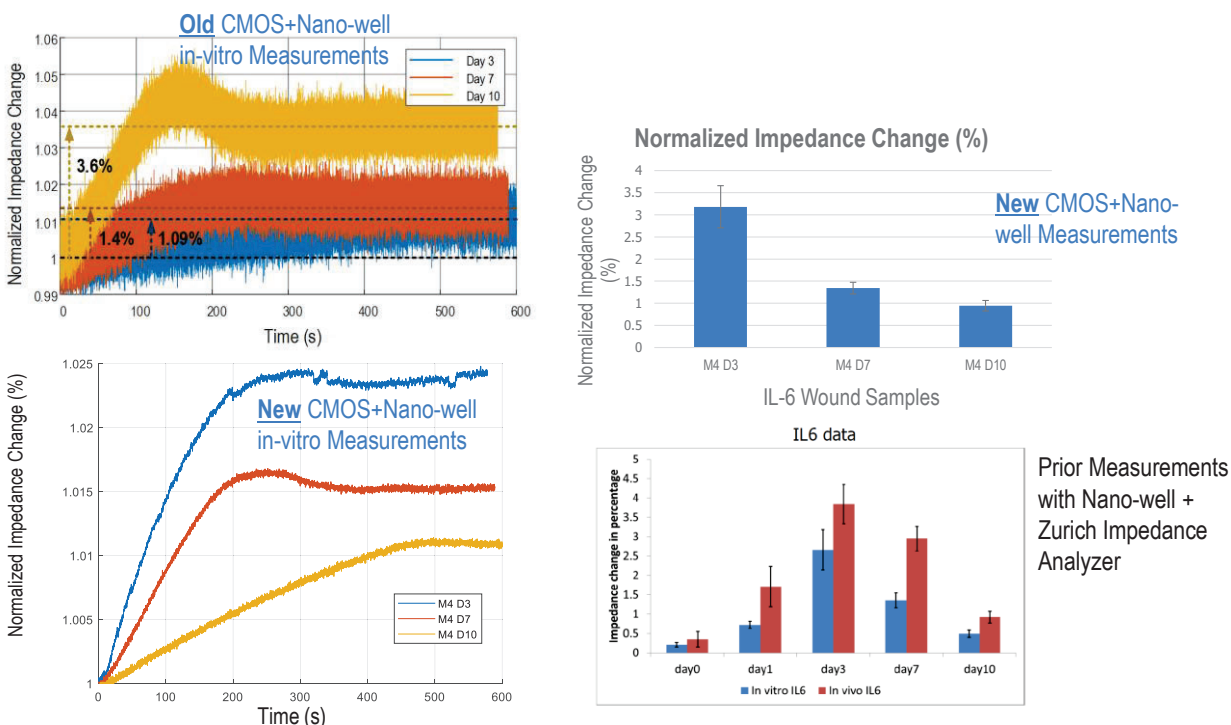 Old CMOS+Nano-well
in-vitro Measurements
Normalized Impedance Change
1.06
1.05
1.04
1.03
1.02
1.01
1
0.99
Day 3
Day 7
Day 10
3.6%
1.4%
1.09%
0
100
200
300
400
500
600
Time (s)
Normalized Impedance Change (%)
1.025
1.02
1.015
1.01
1.005
1
New CMOS+Nano-well
in-vitro Measurements
M4 D3
M4 D7
M4 D10
0
100
200
300
400
500
600
Time (s)
Normalized Impedance Change (%)
Normalized Impedance Change
(%)
4
3.5
3
2.5
2
1.5
1
0.5
0
New CMOS+Nano-
well Measurements
M4 D3
M4 D7
M4 D10
IL-6 Wound Samples
IL6 data
Impedance change in percentage
5
4.5
4
3.5
3
2.5
2
1.5
1
0.5
0
day0
day1
day3
day7
day10
In vitro IL6
In vivo IL6
Prior Measurements
with Nano-well +
Zurich Impedance
Analyzer